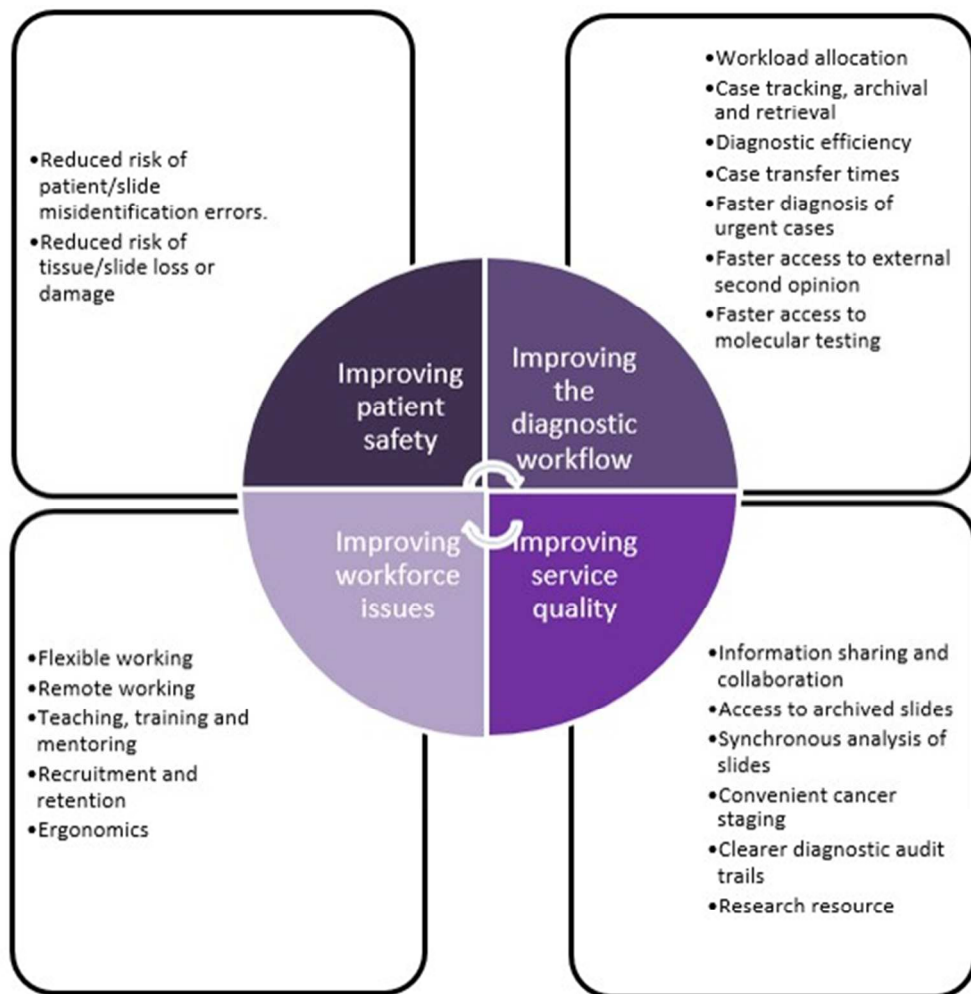 •Reduced risk of
patient/slide
misidentification errors.
•Reduced risk of
tissue/slide loss or
damage
•Workload allocation
•Case tracking, archival
and retrieval
•Diagnostic efficiency
•Case transfer times
•Faster diagnosis of
urgent cases
•Faster access to external
second opinion
•Faster access to
molecular testing
Improving
patient
safety
Improving
the
diagnostic
workflow
Improving
workforce
issues
Improving
service
quality
•Flexible working
•Remote working
•Teaching, training and
mentoring
•Recruitment and
retention
•Ergonomics
•Information sharing and
collaboration
•Access to archived slides
•Synchronous analysis of
slides
•Convenient cancer
staging
•Clearer diagnostic audit
trails
•Research resource